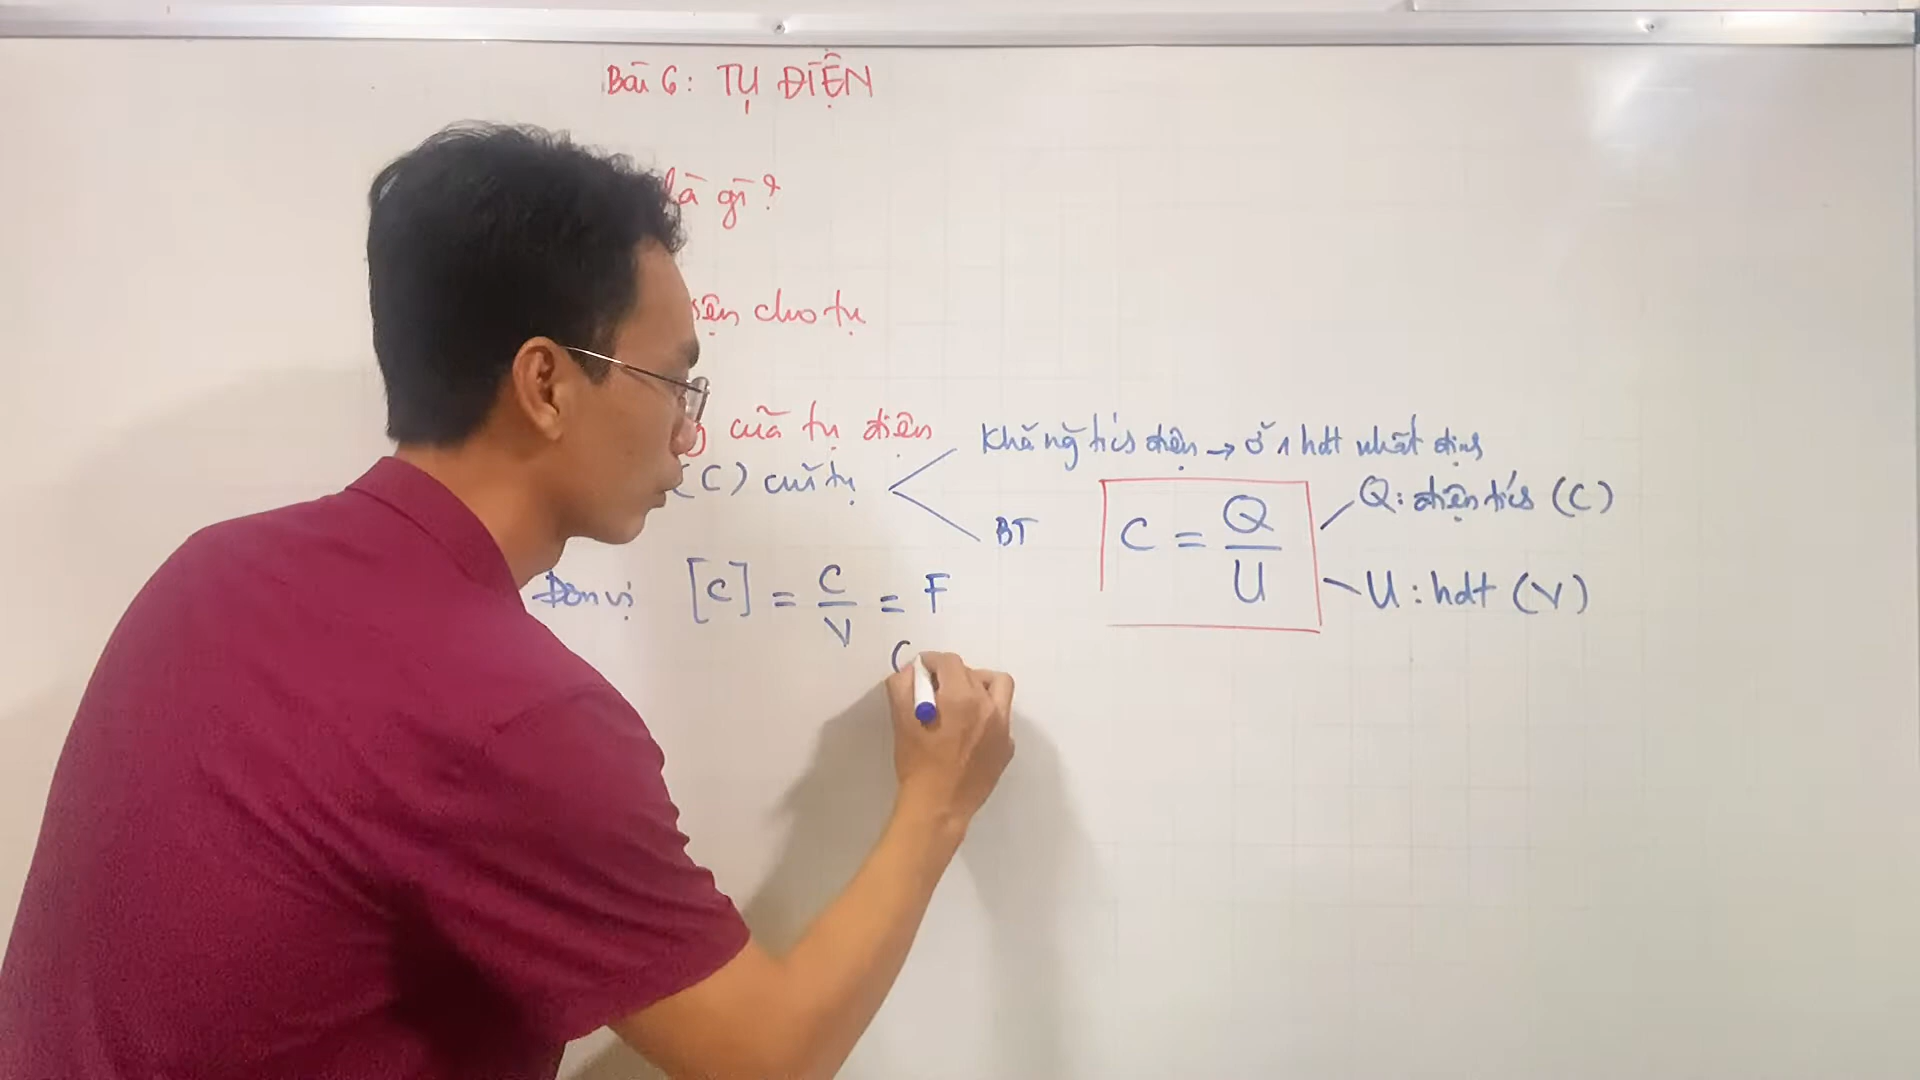 Bài 6: TỤ ĐIỆN
là gì?
cho tụ
của tụ điện
Khả năng tích điện → ở 1 hđt nhất định
(C) của tụ
Q: điện tích (C)
BT
C = Q/U
U: hđt (V)
Đơn vị [C] = C/V = F
(